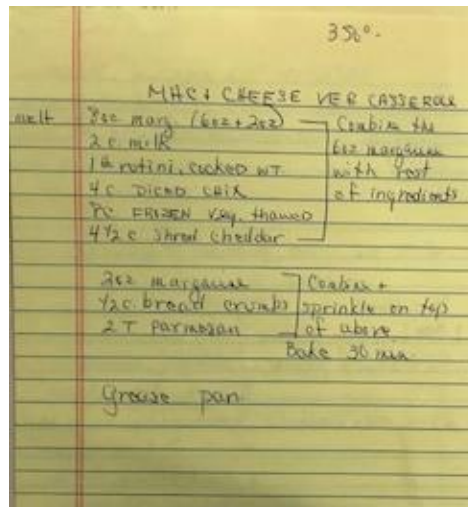 350°.
MAC & CHEESE VEG CASSEROLE
melt 8oz marg (6oz + 2oz) Combine the
2 c milk 6oz margarine
1 lb rotini, cooked WT. with rest
4 c DICED CHIX of ingredients
8c FROZEN Veg. thawed
4 1/2 c shred cheddar
2oz margarine Combine +
1/2 c. bread crumbs sprinkle on top
2 T parmesan of above
Bake 30 min
Grease pan